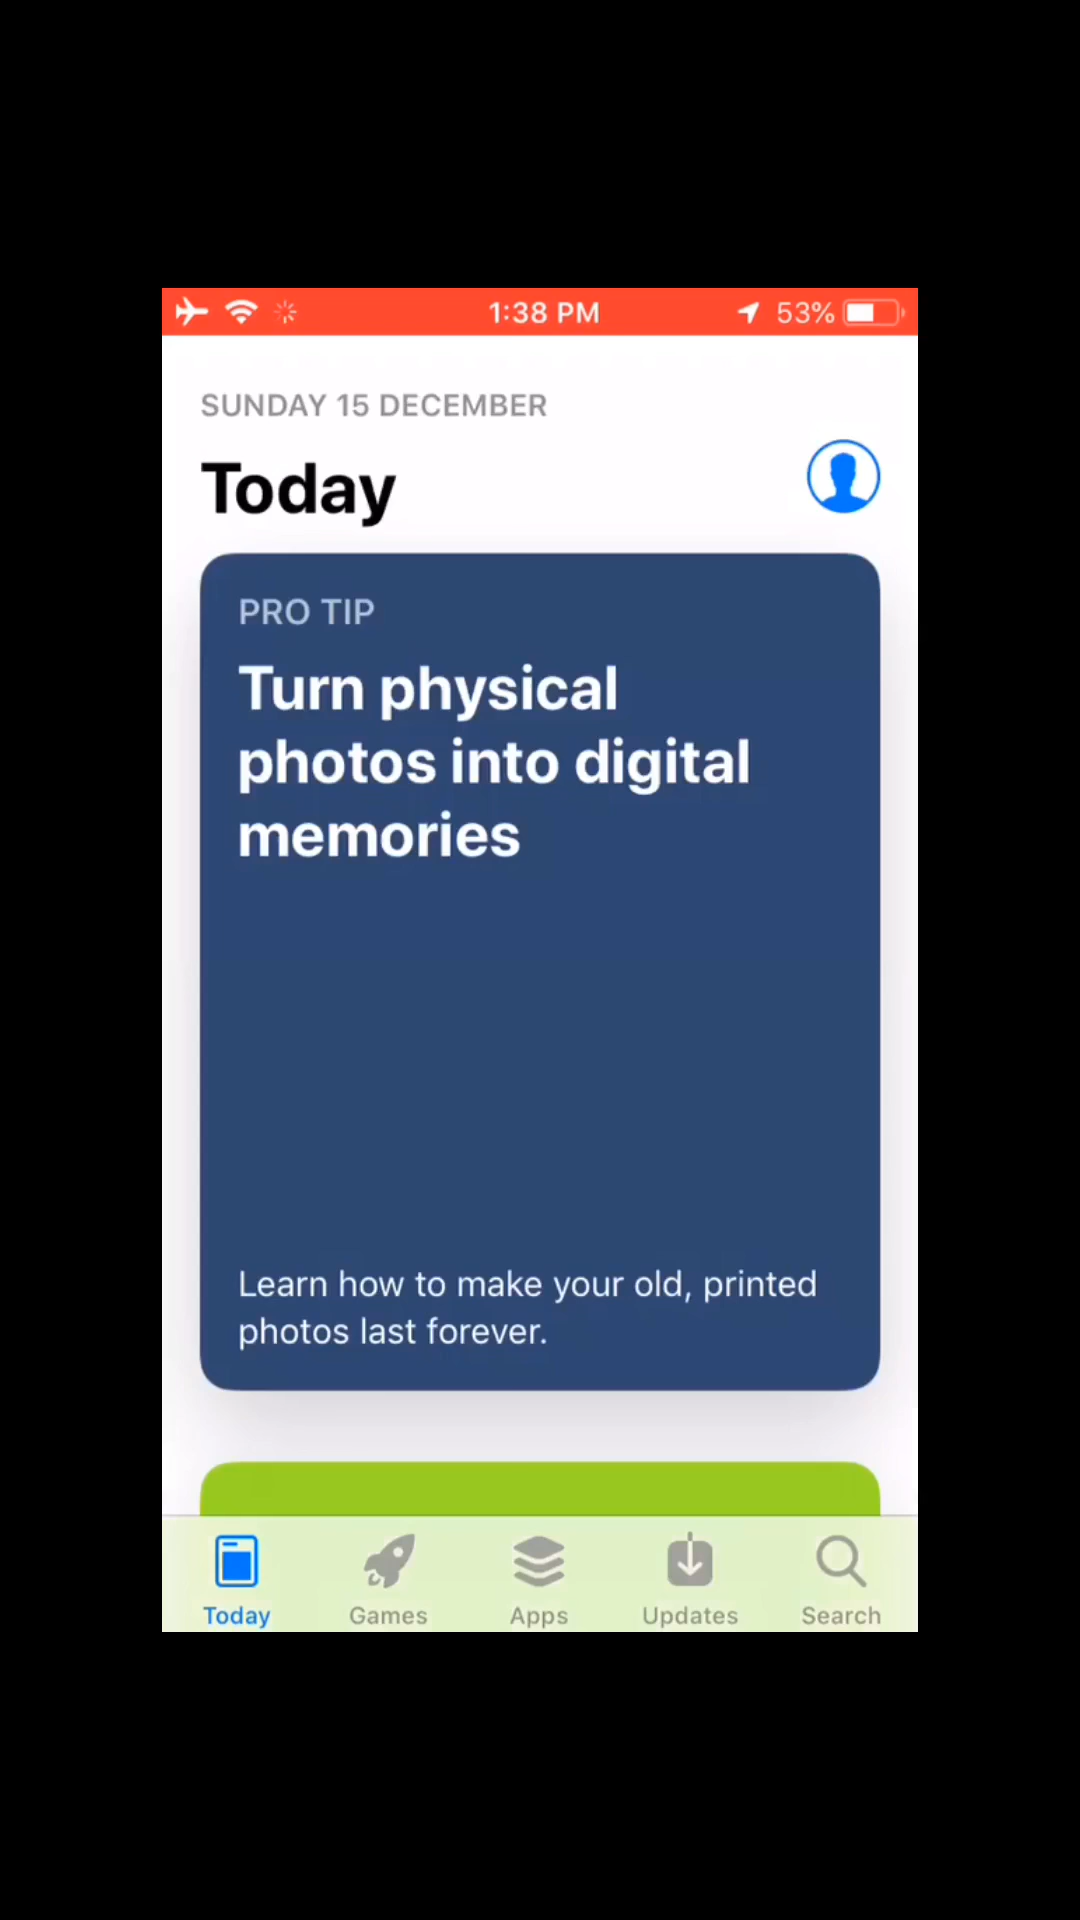 1:38 PM
53%
SUNDAY 15 DECEMBER
Today
PRO TIP
Turn physical
photos into digital
memories
Learn how to make your old, printed
photos last forever.
Today
Games
Apps
Updates
Search